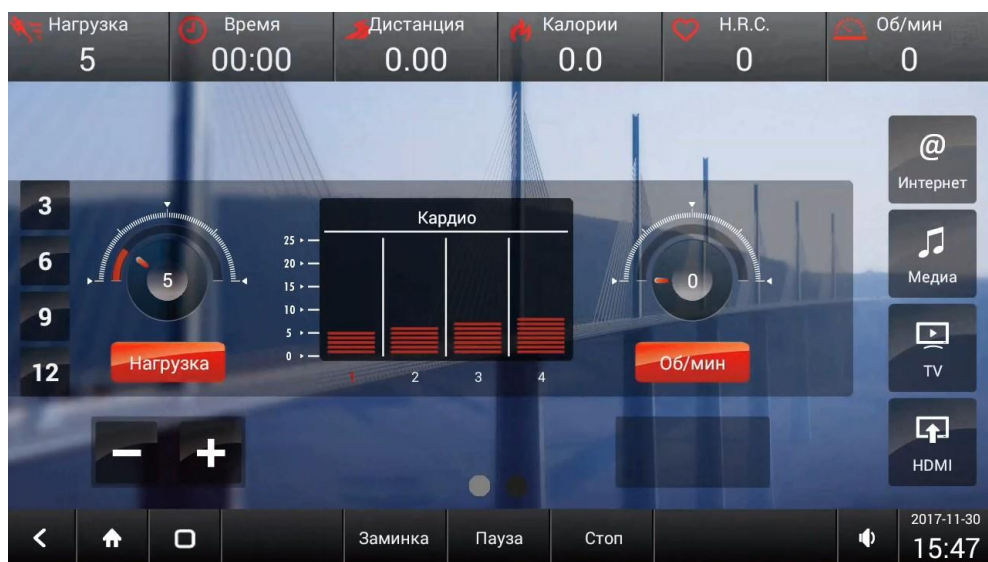 Нагрузка
5
Время
00:00
Дистанция
0.00
Калории
0.0
H.R.C.
0
Об/мин
0
3
6
9
12
5
Нагрузка
Кардио
25
20
15
10
5
0
1 2 3 4
0
Об/мин
@
Интернет
Медиа
TV
HDMI
Заминка Пауза Стоп
2017-11-30
15:47